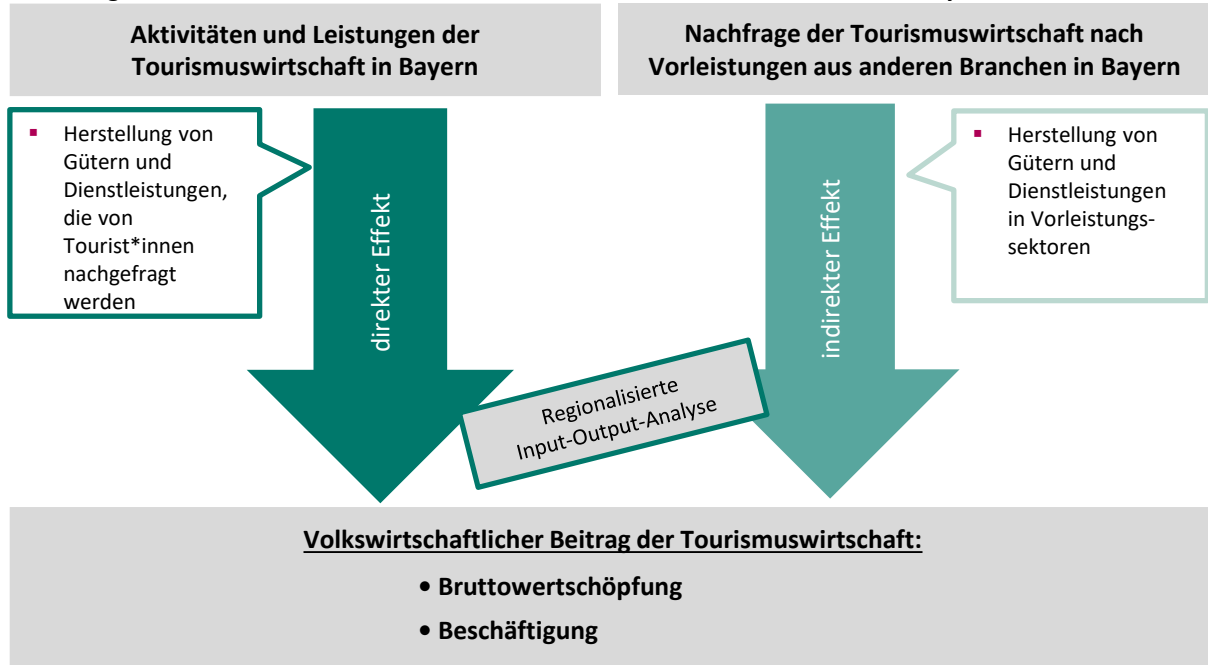 Aktivitäten und Leistungen der
Tourismuswirtschaft in Bayern
Nachfrage der Tourismuswirtschaft nach
Vorleistungen aus anderen Branchen in Bayern
▪ Herstellung von
Gütern und
Dienstleistungen,
die von
Tourist*innen
nachgefragt
werden
direkter Effekt
indirekter Effekt
▪ Herstellung von
Gütern und
Dienstleistungen
in Vorleistungs-
sektoren
Regionalisierte
Input-Output-Analyse
Volkswirtschaftlicher Beitrag der Tourismuswirtschaft:
• Bruttowertschöpfung
• Beschäftigung